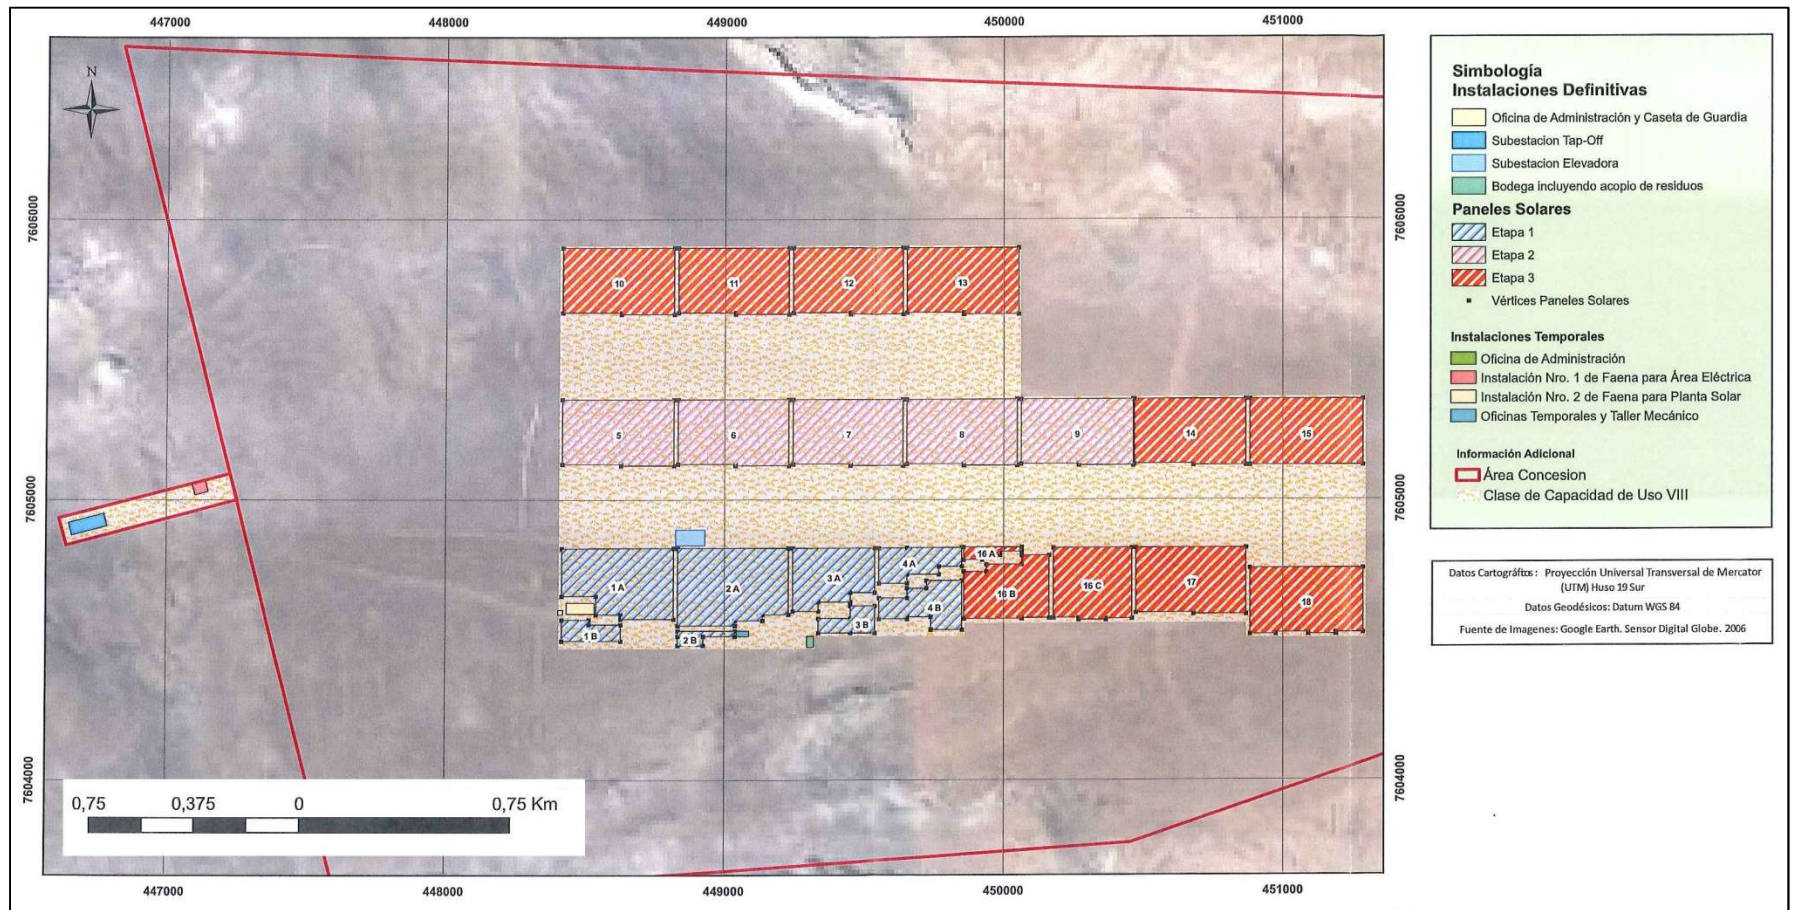 447000 448000 449000 450000 451000
N
7606000
7605000
7604000
10 11 12 13
5 6 7 8 9 14 15
1 A 2 A 3 A 4 A 16 A 16 B 16 C 17 18
1 B 2 B 3 B 4 B
0,75 0,375 0 0,75 Km
447000 448000 449000 450000 451000
7606000
7605000
7604000
Simbología
Instalaciones Definitivas
Oficina de Administración y Caseta de Guardia
Subestacion Tap-Off
Subestacion Elevadora
Bodega incluyendo acopio de residuos
Paneles Solares
Etapa 1
Etapa 2
Etapa 3
Vértices Paneles Solares
Instalaciones Temporales
Oficina de Administración
Instalación Nro. 1 de Faena para Área Eléctrica
Instalación Nro. 2 de Faena para Planta Solar
Oficinas Temporales y Taller Mecánico
Información Adicional
Área Concesion
Clase de Capacidad de Uso VIII
Datos Cartográficos : Proyección Universal Transversal de Mercator
(UTM) Huso 19 Sur
Datos Geodésicos: Datum WGS 84
Fuente de Imagenes: Google Earth. Sensor Digital Globe. 2006